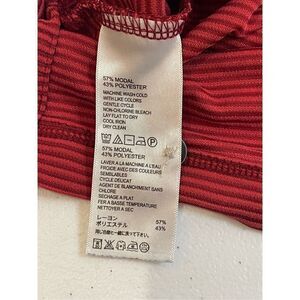 57% MODAL
43% POLYESTER
MACHINE WASH COLD
WITH LIKE COLORS
GENTLE CYCLE
NON-CHLORINE BLEACH
LAY FLAT TO DRY
COOL IRON
DRY CLEAN
57% MODAL
43% POLYESTER
LAVER A LA MACHINE A L'EAU
FROIDE AVEC DES COULEURS
SEMBLABLES
CYCLE DELICAT
AGENT DE BLANCHIMENT SANS
CHLORE
SECHAGE A PLAT
FER A BASSE TEMPERATURE
NETTOYER A SEC
レーヨン 57%
ポリエステル 43%